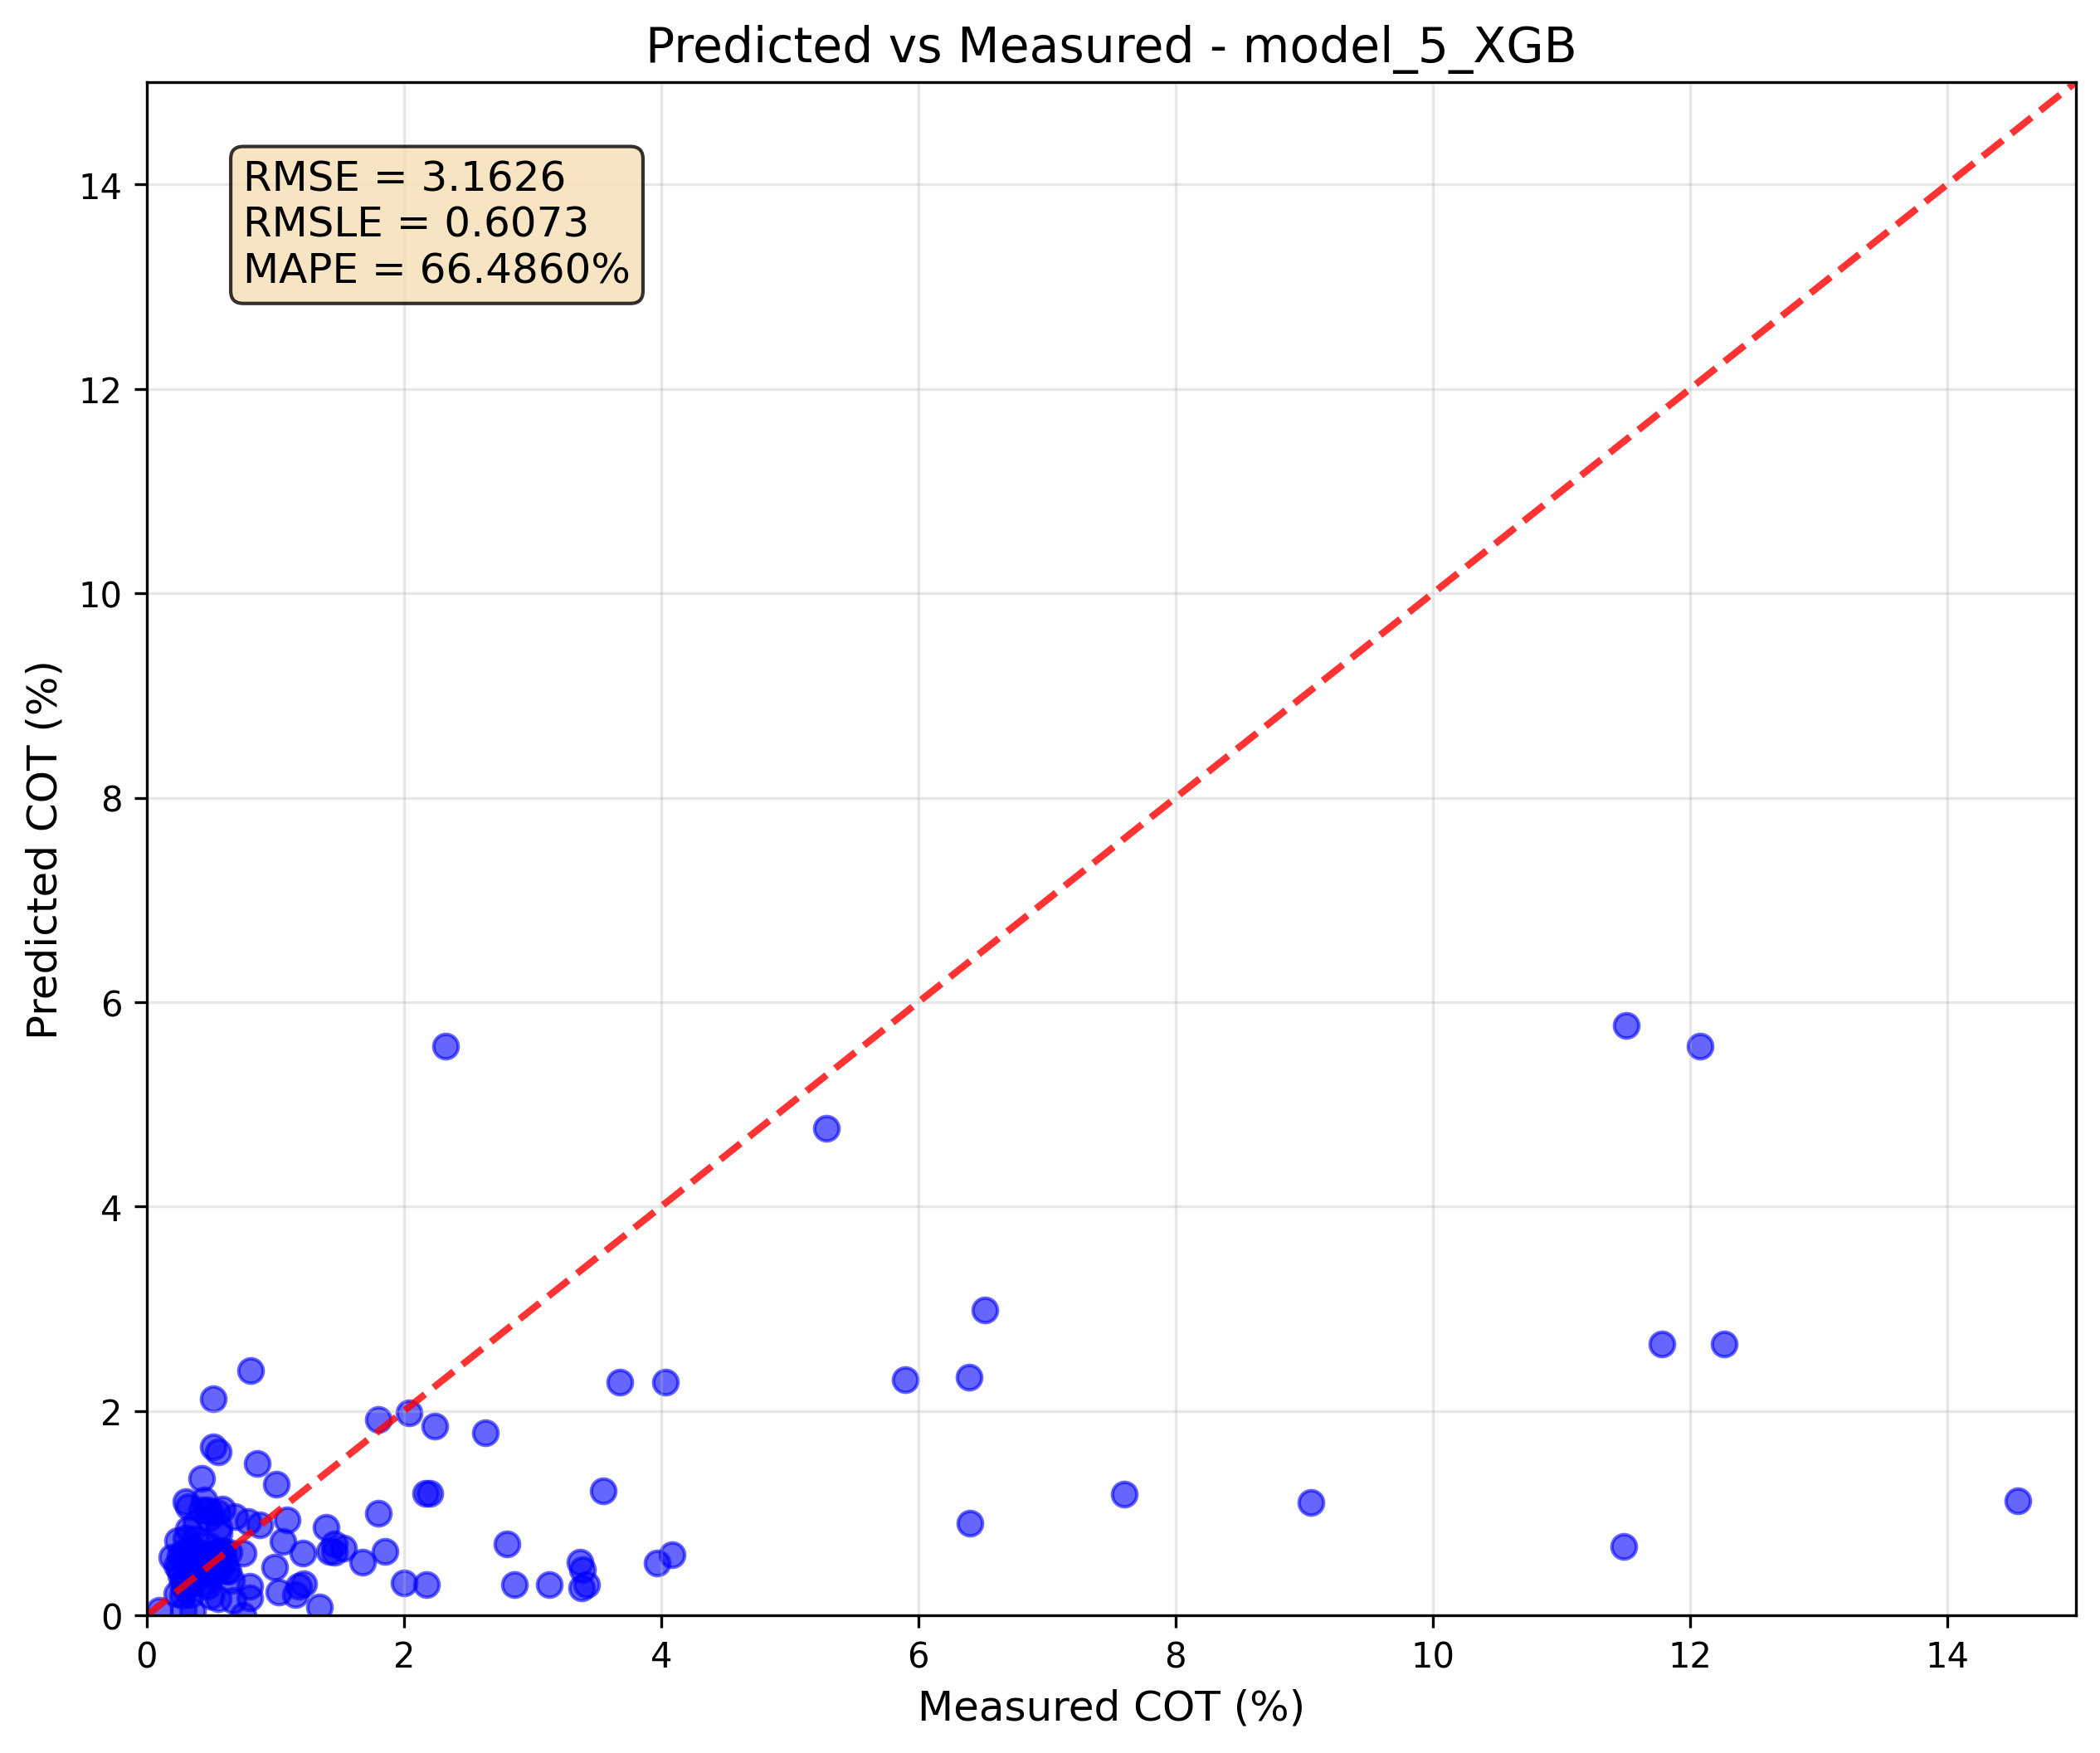 Predicted vs Measured - model_5_XGB
RMSE = 3.1626
RMSLE = 0.6073
MAPE = 66.4860%
Predicted COT (%)
14
12
10
8
6
4
2
0
0 2 4 6 8 10 12 14
Measured COT (%)